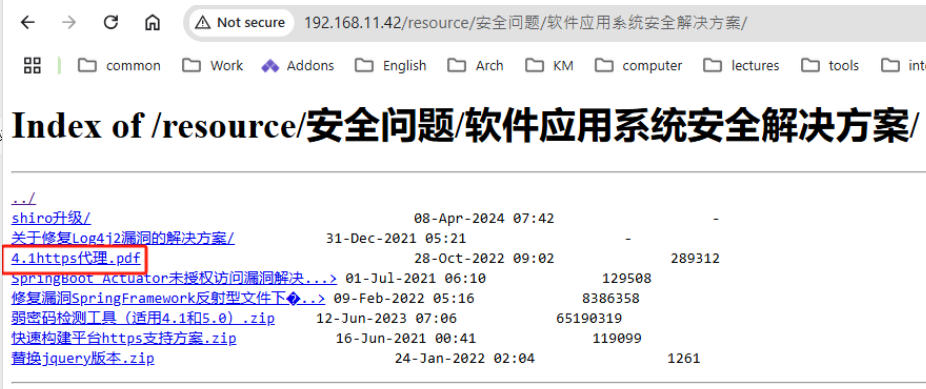 Not secure 192.168.11.42/resource/安全问题/软件应用系统安全解决方案/
common Work Addons English Arch KM computer lectures tools
Index of /resource/安全问题/软件应用系统安全解决方案/
../
shiro升级/ 08-Apr-2024 07:42 -
关于修复Log4j2漏洞的解决方案/ 31-Dec-2021 05:21 -
4.1https代理.pdf 28-Oct-2022 09:02 289312
SpringBoot Actuator未授权访问漏洞解决...> 01-Jul-2021 06:10 129508
修复漏洞SpringFramework反射型文件下�..> 09-Feb-2022 05:16 8386358
弱密码检测工具（适用4.1和5.0）.zip 12-Jun-2023 07:06 65190319
快速构建平台https支持方案.zip 16-Jun-2021 00:41 119099
替换jquery版本.zip 24-Jan-2022 02:04 1261